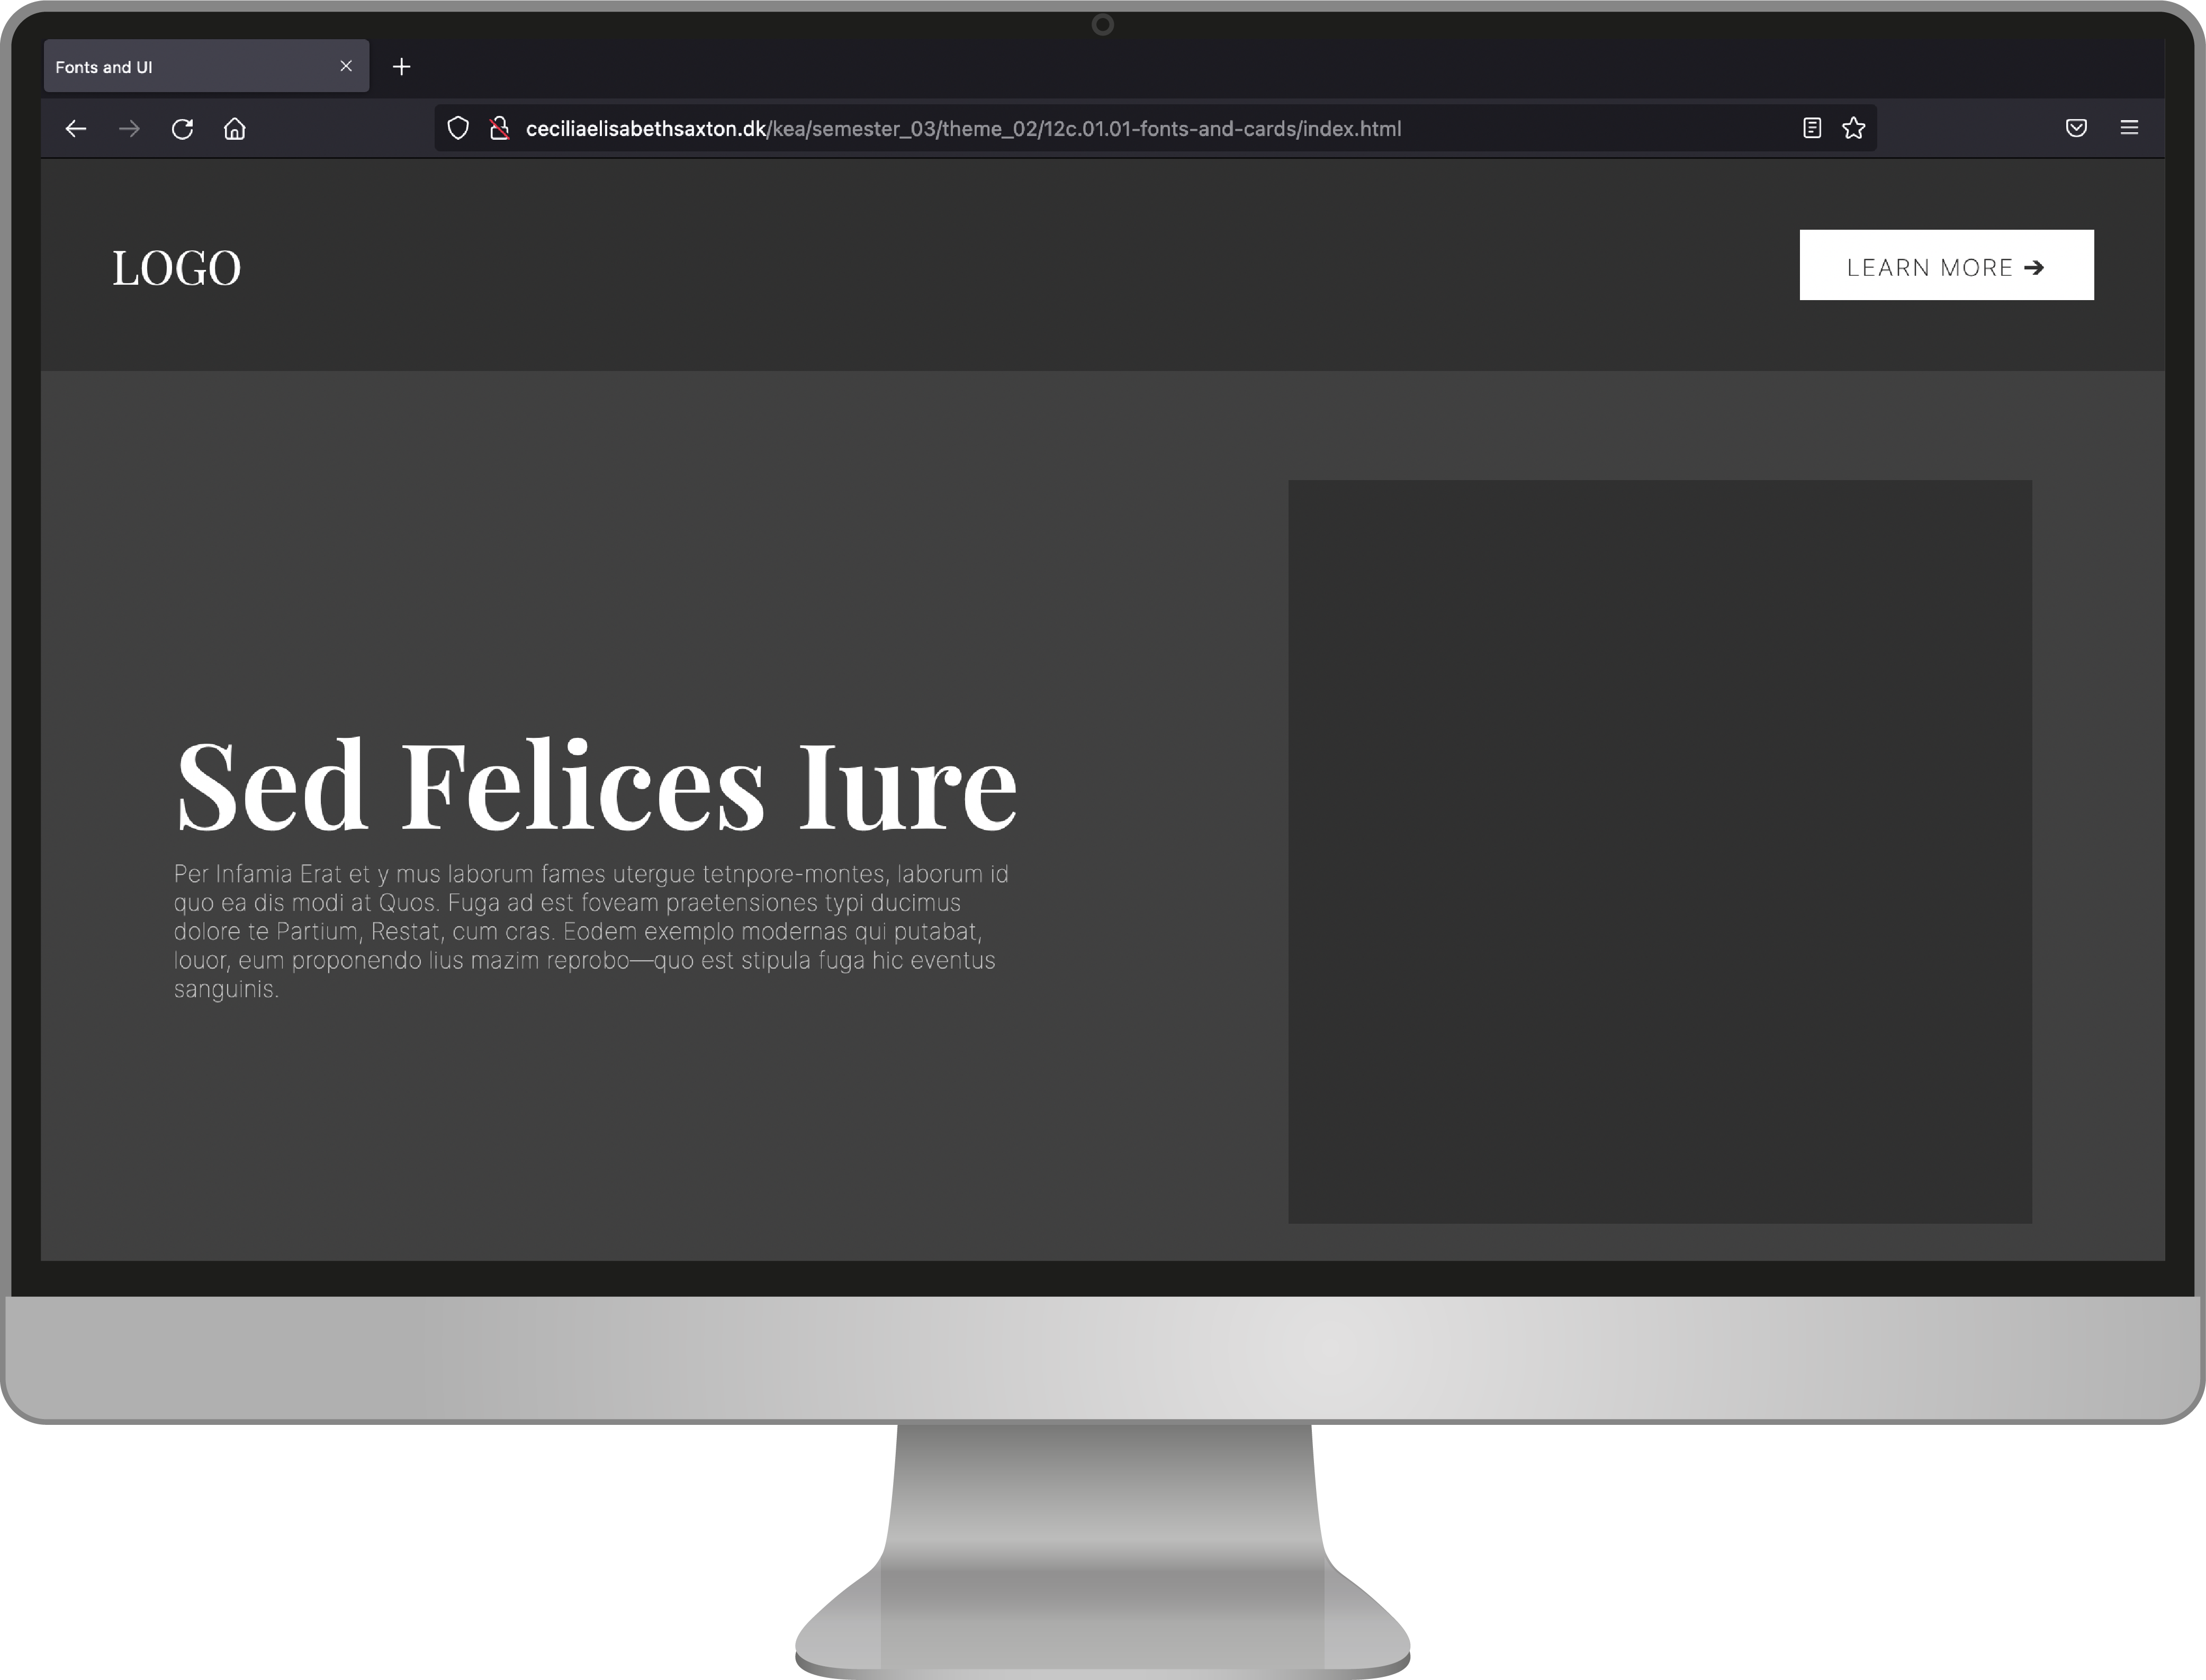 Fonts and UI
ceciliaelisabethsaxton.dk/kea/semester_03/theme_02/12c.01.01-fonts-and-cards/index.html
LOGO
LEARN MORE ➔
Sed Felices Iure
Per Infamia Erat et y mus laborum fames utergue tetnpore-montes, laborum id
quo ea dis modi at Quos. Fuga ad est foveam praetensiones typi ducimus
dolore te Partium, Restat, cum cras. Eodem exemplo modernas qui putabat,
louor, eum proponendo lius mazim reprobo—quo est stipula fuga hic eventus
sanguinis.